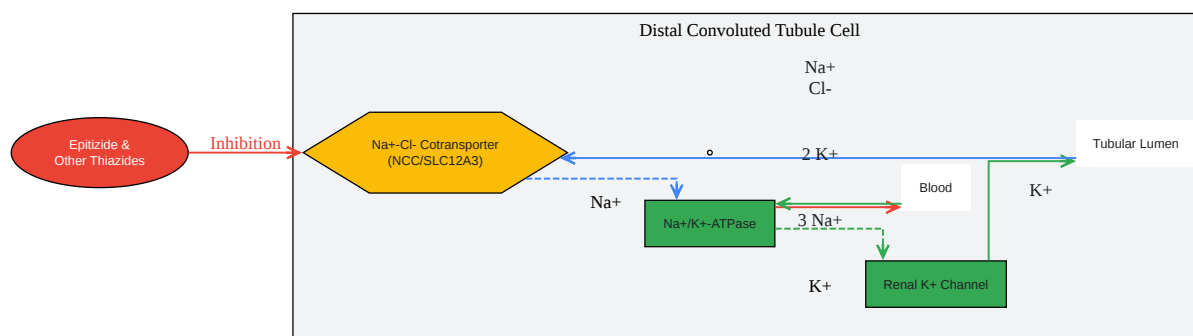 Distal Convoluted Tubule Cell
Na+
Cl-
Epitizide &
Other Thiazides
Inhibition
Na+-Cl- Cotransporter
(NCC/SLC12A3)
2 K+
Tubular Lumen
Na+
Blood
K+
Na+/K+-ATPase
3 Na+
K+
Renal K+ Channel